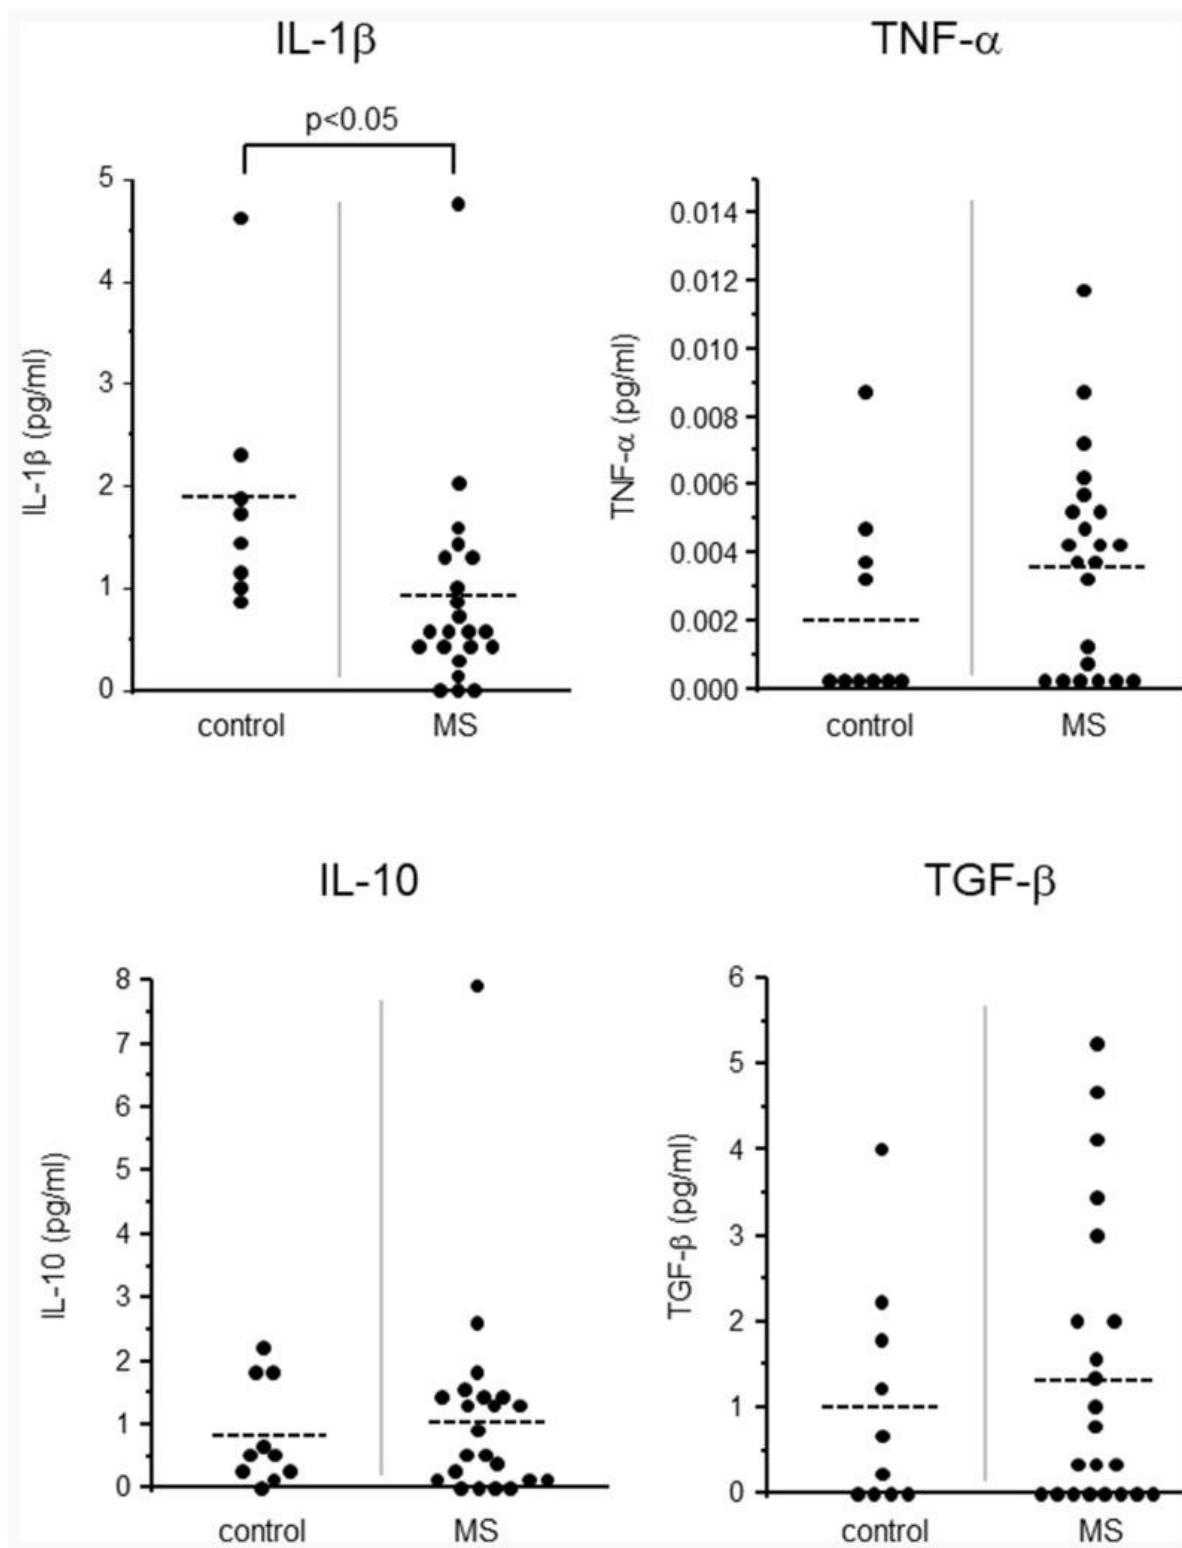 IL-1β
TNF-α
p<0.05
5
4
3
2
1
0
IL-1β (pg/ml)
control
MS
0.014
0.012
0.010
0.008
0.006
0.004
0.002
0.000
TNF-α (pg/ml)
control
MS
IL-10
TGF-β
8
7
6
5
4
3
2
1
0
IL-10 (pg/ml)
control
MS
6
5
4
3
2
1
0
TGF-β (pg/ml)
control
MS